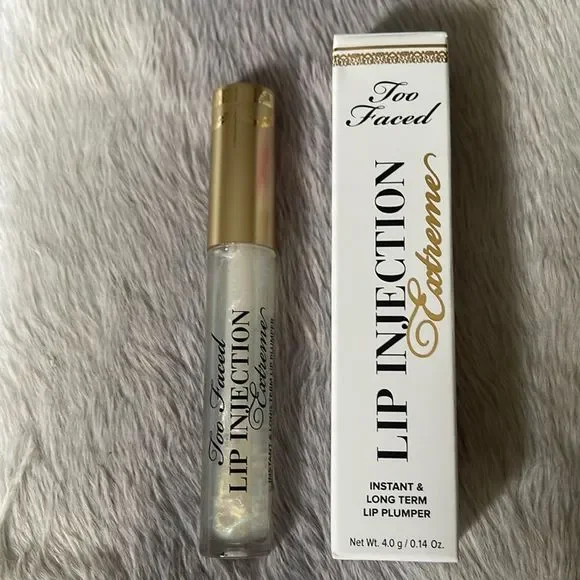 Too Faced
LIP INJECTION
Extreme
INSTANT & LONG TERM LIP PLUMPER
Too
Faced
LIP INJECTION
Extreme
INSTANT &
LONG TERM
LIP PLUMPER
Net Wt. 4.0 g / 0.14 Oz.